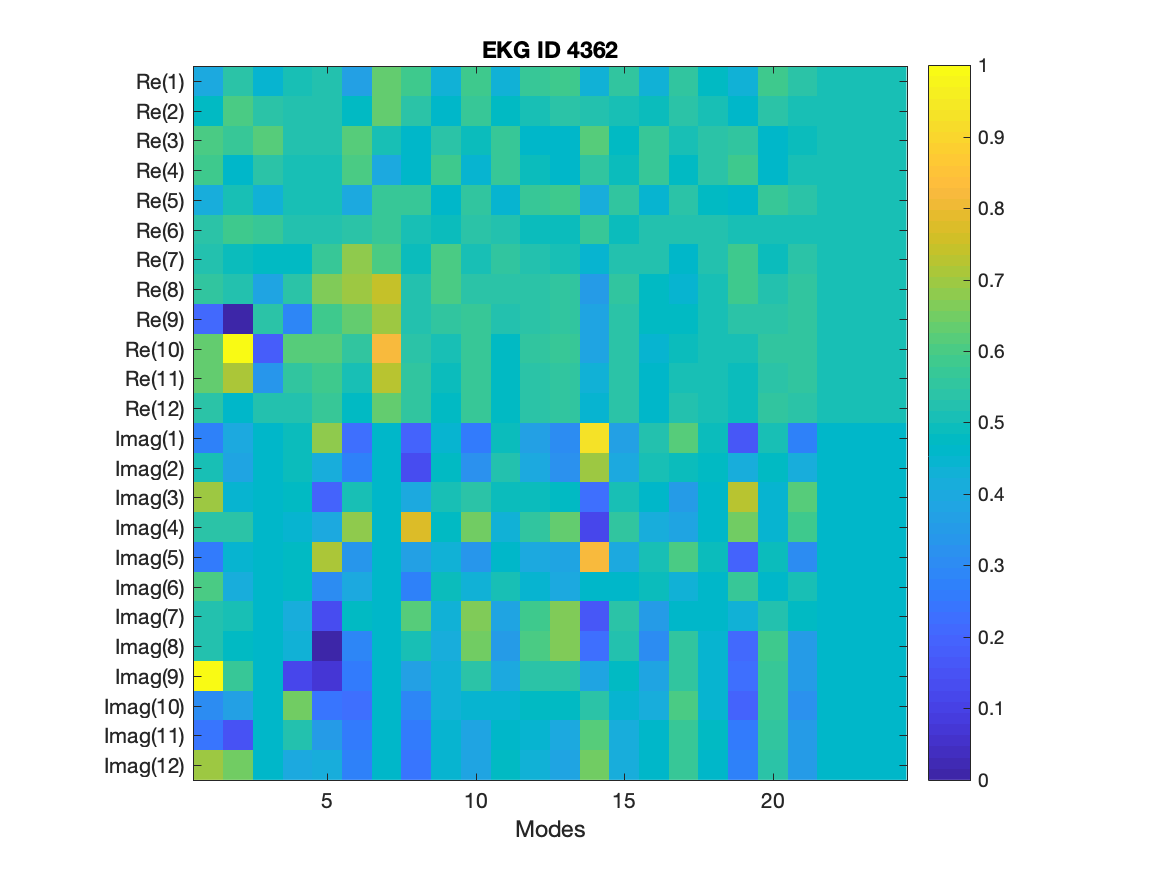 EKG ID 4362
Re(1)
Re(2)
Re(3)
Re(4)
Re(5)
Re(6)
Re(7)
Re(8)
Re(9)
Re(10)
Re(11)
Re(12)
Imag(1)
Imag(2)
Imag(3)
Imag(4)
Imag(5)
Imag(6)
Imag(7)
Imag(8)
Imag(9)
Imag(10)
Imag(11)
Imag(12)
5 10 15 20
Modes
1
0.9
0.8
0.7
0.6
0.5
0.4
0.3
0.2
0.1
0